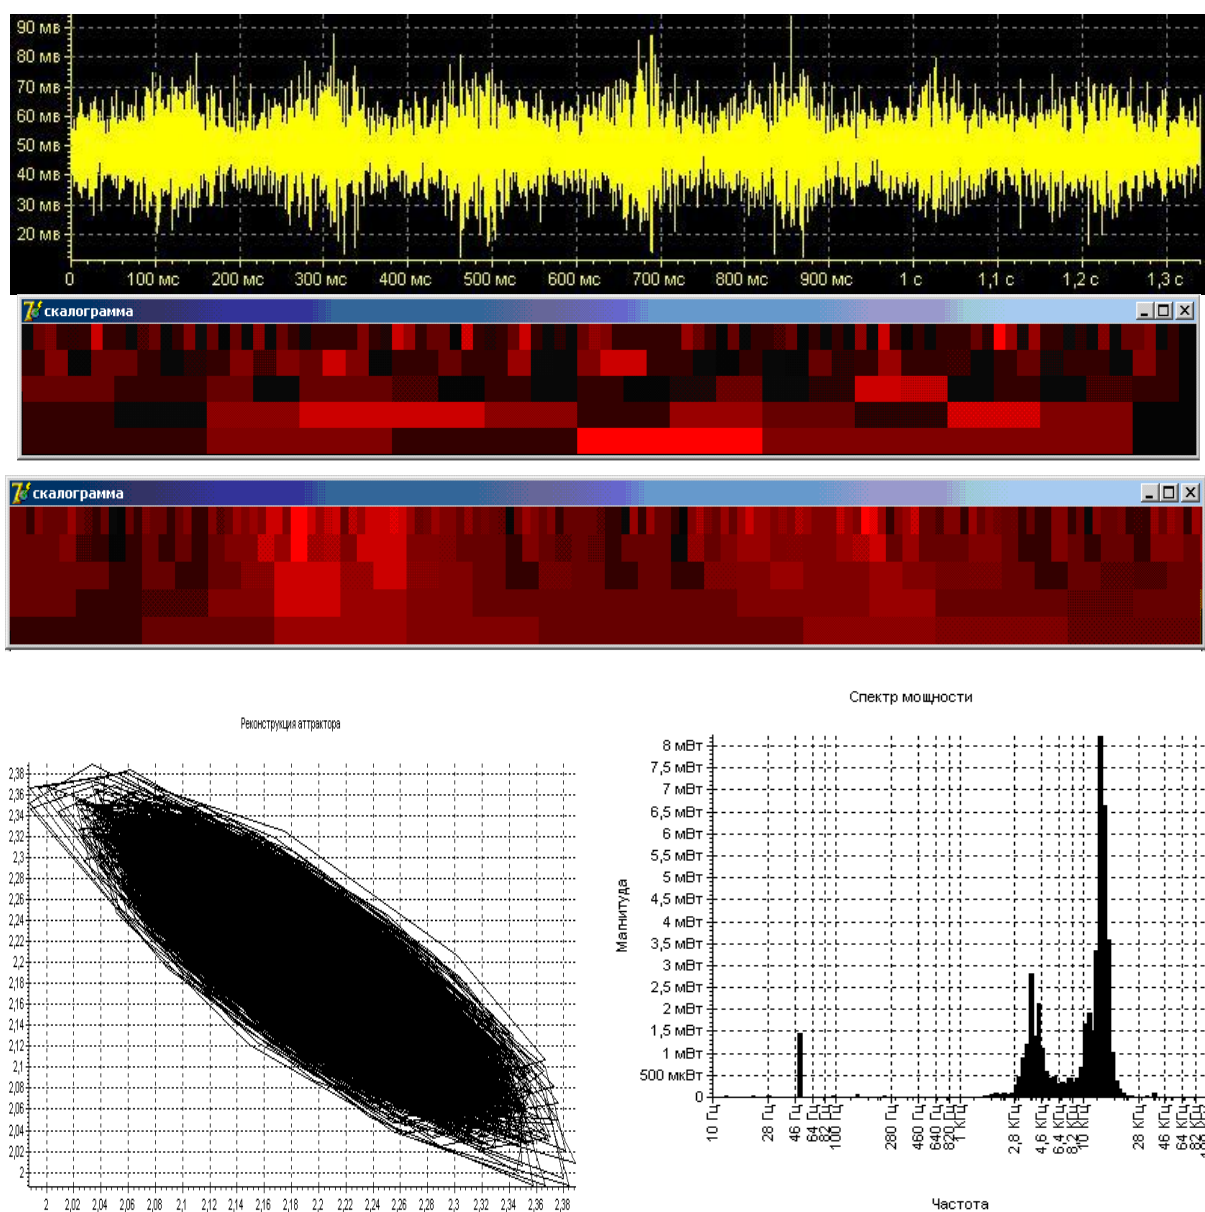 90 мв
80 мв
70 мв
60 мв
50 мв
40 мв
30 мв
20 мв
0 100 мс 200 мс 300 мс 400 мс 500 мс 600 мс 700 мс 800 мс 900 мс 1 с 1,1 с 1,2 с 1,3 с
скалограмма
скалограмма
Реконструкция аттрактора
2,38
2,36
2,34
2,32
2,3
2,28
2,26
2,24
2,22
2,2
2,18
2,16
2,14
2,12
2,1
2,08
2,06
2,04
2,02
2
2 2,02 2,04 2,06 2,08 2,1 2,12 2,14 2,16 2,18 2,2 2,22 2,24 2,26 2,28 2,3 2,32 2,34 2,36 2,38
Спектр мощности
Магнитуда
8 мВт
7,5 мВт
7 мВт
6,5 мВт
6 мВт
5,5 мВт
5 мВт
4,5 мВт
4 мВт
3,5 мВт
3 мВт
2,5 мВт
2 мВт
1,5 мВт
1 мВт
500 мкВт
0
10 Гц 28 Гц 46 Гц 64 Гц 82 Гц 100 280 Гц 460 Гц 640 Гц 820 1 кГц 2,8 кГц 4,6 кГц 6,4 кГц 8,2 10 кГц 28 кГц 46 кГц 64 кГц 82
Частота